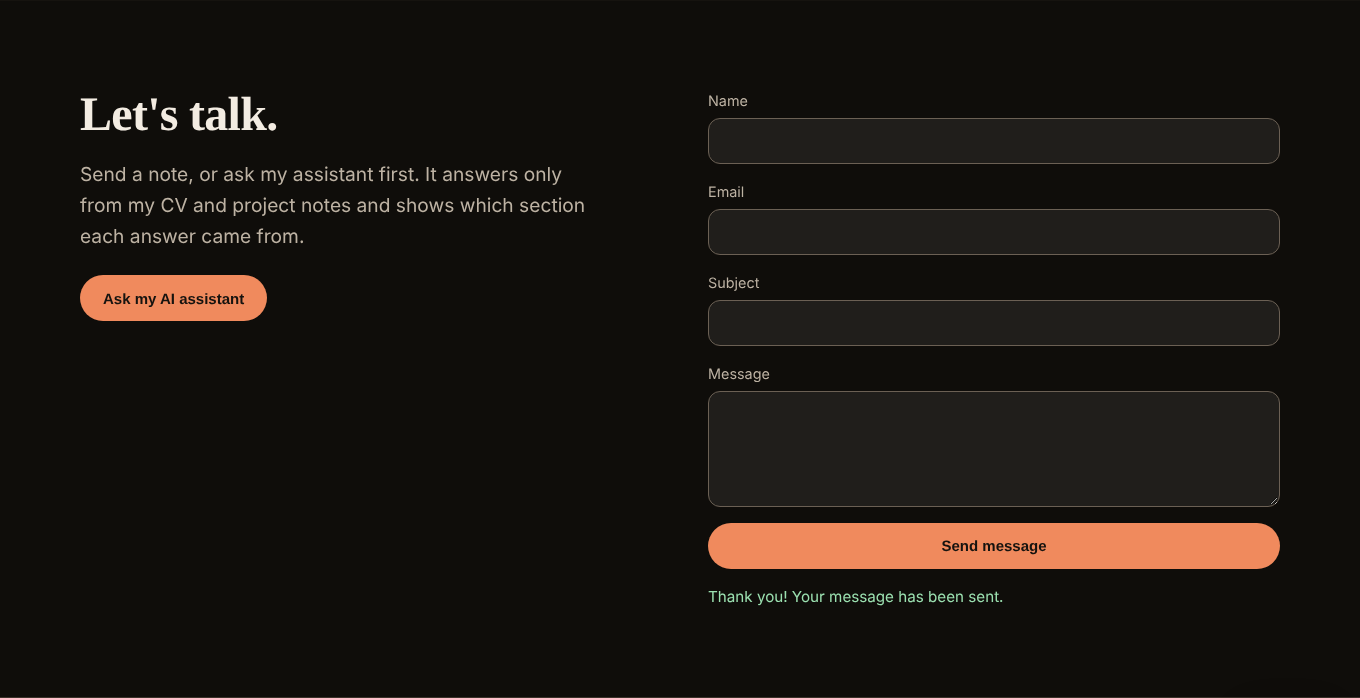 Let's talk.
Send a note, or ask my assistant first. It answers only
from my CV and project notes and shows which section
each answer came from.
Ask my AI assistant
Name
Email
Subject
Message
Send message
Thank you! Your message has been sent.